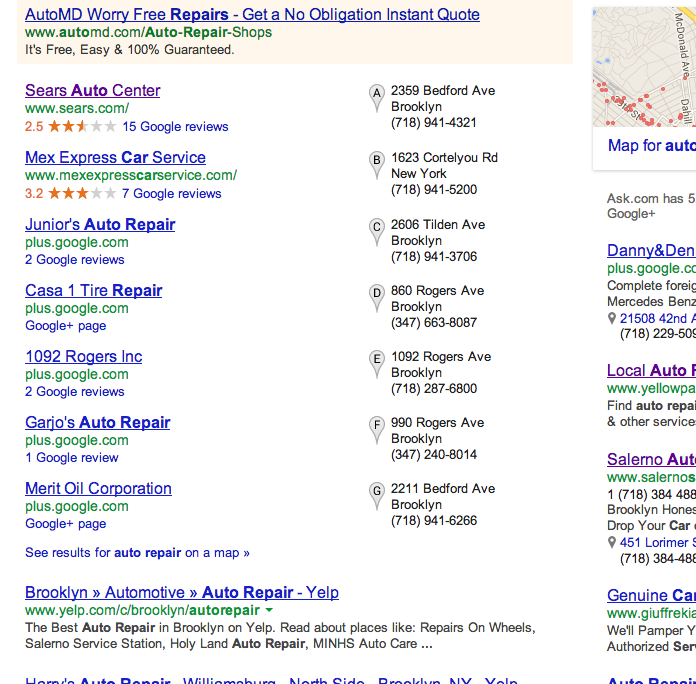 AutoMD Worry Free Repairs - Get a No Obligation Instant Quote
www.automd.com/Auto-Repair-Shops
It's Free, Easy & 100% Guaranteed.
Sears Auto Center
www.sears.com/
2.5 15 Google reviews
A
2359 Bedford Ave
Brooklyn
(718) 941-4321
Mex Express Car Service
www.mexexpresscarservice.com/
3.2 7 Google reviews
B
1623 Cortelyou Rd
New York
(718) 941-5200
Junior's Auto Repair
plus.google.com
2 Google reviews
C
2606 Tilden Ave
Brooklyn
(718) 941-3706
Casa 1 Tire Repair
plus.google.com
Google+ page
D
860 Rogers Ave
Brooklyn
(347) 663-8087
1092 Rogers Inc
plus.google.com
2 Google reviews
E
1092 Rogers Ave
Brooklyn
(718) 287-6800
Garjo's Auto Repair
plus.google.com
1 Google review
F
990 Rogers Ave
Brooklyn
(347) 240-8014
Merit Oil Corporation
plus.google.com
Google+ page
G
2211 Bedford Ave
Brooklyn
(718) 941-6266
See results for auto repair on a map »
Brooklyn » Automotive » Auto Repair - Yelp
www.yelp.com/c/brooklyn/autorepair
The Best Auto Repair in Brooklyn on Yelp. Read about places like: Repairs On Wheels,
Salerno Service Station, Holy Land Auto Repair, MINHS Auto Care ...
Harry's Auto Repair - Williamsburg - North Side - Brooklyn, NY - Yelp
McDonald Ave
Dahill
Map for auto
Ask.com has 5
Google+
Danny&Den
plus.google.co
Complete foreig
Mercedes Benz
21508 42nd A
(718) 229-509
Local Auto R
www.yellowpa
Find auto repai
& other service
Salerno Aut
www.salernos
1 (718) 384 488
Brooklyn Hones
Drop Your Car
451 Lorimer S
(718) 384-488
Genuine Car
www.giuffrekia
We'll Pamper Y
Authorized Serv
Auto Repair